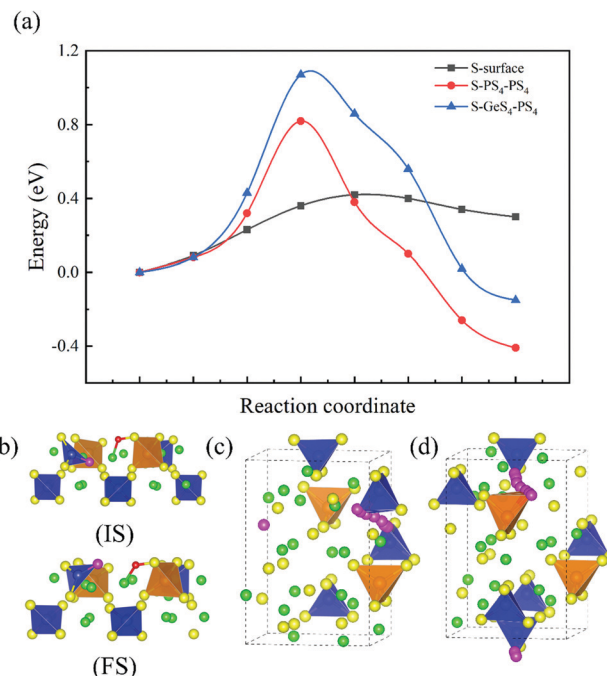 (a)
1.2
0.8
0.4
0.0
-0.4
Energy (eV)
S-surface
S-PS₄-PS₄
S-GeS₄-PS₄
Reaction coordinate
b)
(c)
(d)
(IS)
(FS)